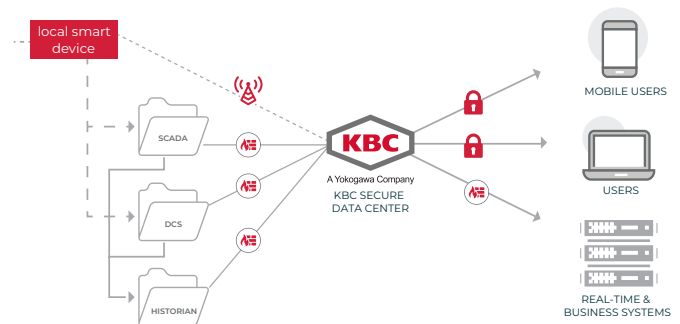 local smart
device
SCADA
DCS
HISTORIAN
KBC
A Yokogawa Company
KBC SECURE
DATA CENTER
MOBILE USERS
USERS
REAL-TIME &
BUSINESS SYSTEMS